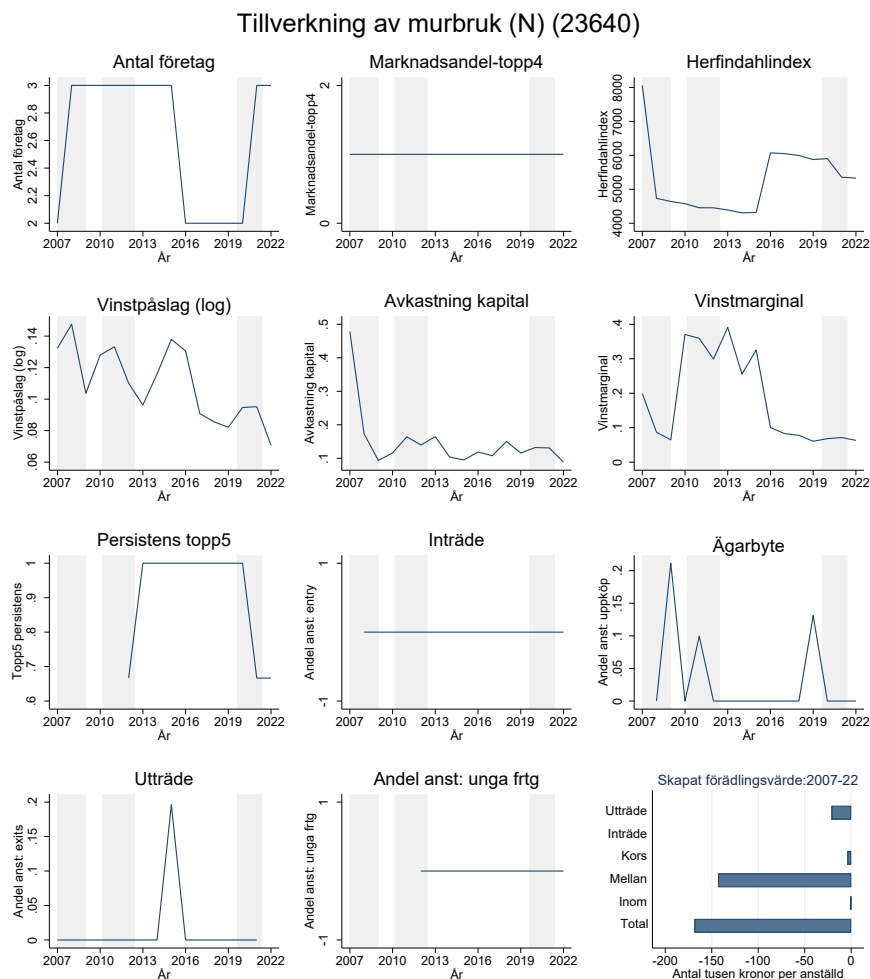 Tillverkning av murbruk (N) (23640)
Antal företag
Antal företag
2 2.2 2.4 2.6 2.8 3
2007 2010 2013 2016 2019 2022
År
Marknadsandel-topp4
Marknadsandel-topp4
0 2
2007 2010 2013 2016 2019 2022
År
Herfindahlindex
Herfindahlindex
4000 5000 6000 7000 8000
2007 2010 2013 2016 2019 2022
År
Vinstpåslag (log)
Vinstpåslag (log)
.06 .08 .1 .12 .14
2007 2010 2013 2016 2019 2022
År
Avkastning kapital
Avkastning kapital
.1 .2 .3 .4 .5
2007 2010 2013 2016 2019 2022
År
Vinstmarginal
Vinstmarginal
0 .1 .2 .3 .4
2007 2010 2013 2016 2019 2022
År
Persistens topp5
Topp5 persistens
.6 .7 .8 .9 1
2007 2010 2013 2016 2019 2022
År
Inträde
Andel anst: entry
-1 1
2007 2010 2013 2016 2019 2022
År
Ägarbyte
Andel anst: uppköp
0 .05 .1 .15 .2
2007 2010 2013 2016 2019 2022
År
Utträde
Andel anst: exits
0 .05 .1 .15 .2
2007 2010 2013 2016 2019 2022
År
Andel anst: unga frtg
Andel anst: unga frtg
-1 1
2007 2010 2013 2016 2019 2022
År
Skapat förädlingsvärde:2007-22
Utträde
Inträde
Kors
Mellan
Inom
Total
-200 -150 -100 -50 0
Antal tusen kronor per anställd